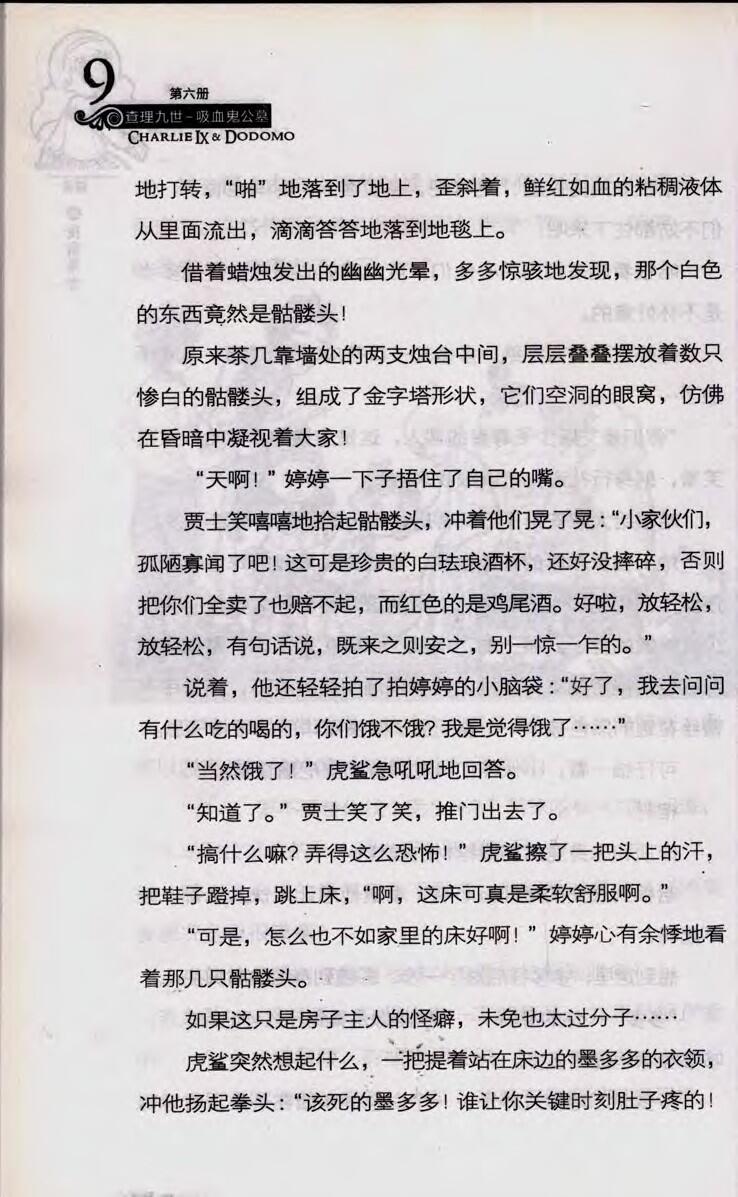 9
第六册
查理九世-吸血鬼公墓
CHARLIE IX & DODOMO
地打转，“啪”地落到了地上，歪斜着，鲜红如血的粘稠液体
从里面流出，滴滴答答地落到地毯上。
借着蜡烛发出的幽幽光晕，多多惊骇地发现，那个白色
的东西竟然是骷髅头！
原来茶几靠墙处的两支烛台中间，层层叠叠摆放着数只
惨白的骷髅头，组成了金字塔形状，它们空洞的眼窝，仿佛
在昏暗中凝视着大家！
“天啊！”婷婷一下子捂住了自己的嘴。
贾士笑嘻嘻地拾起骷髅头，冲着他们晃了晃：“小家伙们，
孤陋寡闻了吧！这可是珍贵的白珐琅酒杯，还好没摔碎，否则
把你们全卖了也赔不起，而红色的是鸡尾酒。好啦，放轻松，
放轻松，有句话说，既来之则安之，别一惊一乍的。”
说着，他还轻轻拍了拍婷婷的小脑袋：“好了，我去问问
有什么吃的喝的，你们饿不饿？我是觉得饿了……”
“当然饿了！”虎鲨急吼吼地回答。
“知道了。”贾士笑了笑，推门出去了。
“搞什么嘛？弄得这么恐怖！”虎鲨擦了一把头上的汗，
把鞋子蹬掉，跳上床，“啊，这床可真是柔软舒服啊。”
“可是，怎么也不如家里的床好啊！”婷婷心有余悸地看
着那几只骷髅头。
如果这只是房子主人的怪癖，未免也太过分子……
虎鲨突然想起什么，一把提着站在床边的墨多多的衣领，
冲他扬起拳头：“该死的墨多多！谁让你关键时刻肚子疼的！